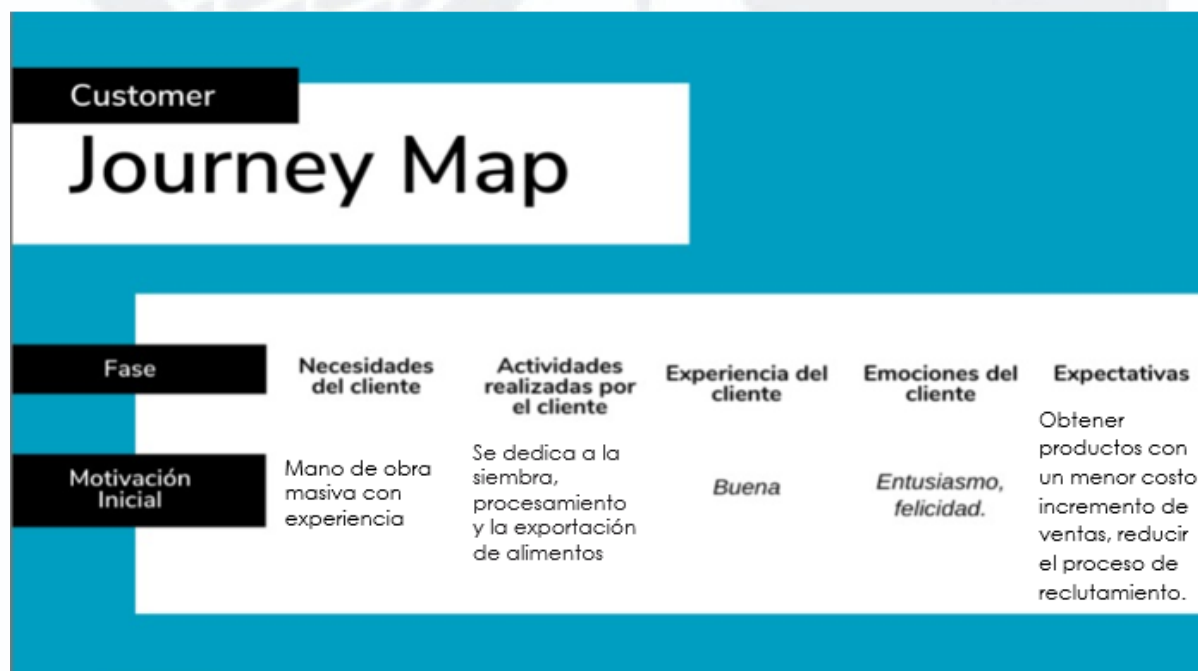 Customer
Journey Map
Fase
Necesidades
del cliente
Actividades
realizadas por
el cliente
Experiencia del
cliente
Emociones del
cliente
Expectativas
Motivación
Inicial
Mano de obra
masiva con
experiencia
Se dedica a la
siembra,
procesamiento
y la exportación
de alimentos
Buena
Entusiasmo,
felicidad.
Obtener
productos con
un menor costo
incremento de
ventas, reducir
el proceso de
reclutamiento.